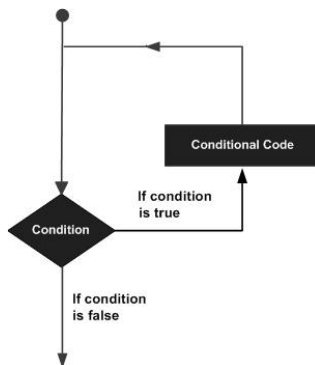 Conditional Code
If condition
is true
Condition
If condition
is false